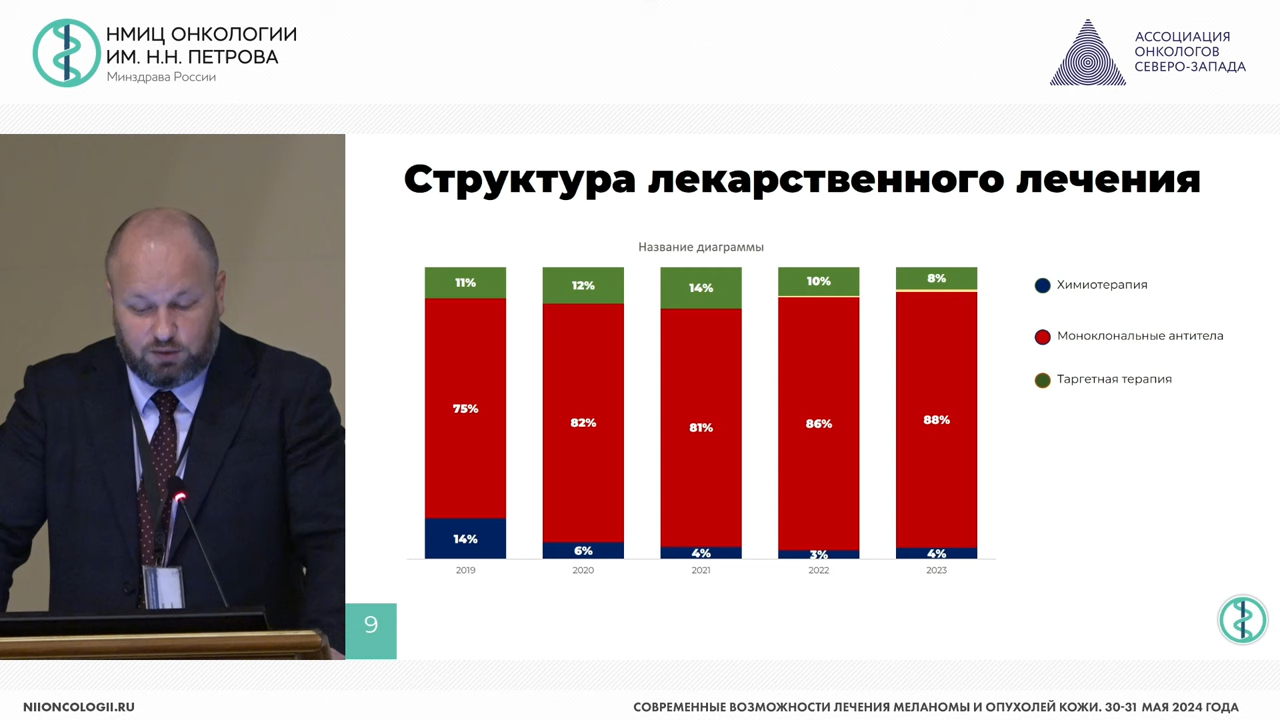 НМИЦ ОНКОЛОГИИ
ИМ. Н.Н. ПЕТРОВА
Минздрава России
АССОЦИАЦИЯ
ОНКОЛОГОВ
СЕВЕРО-ЗАПАДА
Структура лекарственного лечения
Название диаграммы
11%
12%
14%
10%
8%
75%
82%
81%
86%
88%
14%
6%
4%
3%
4%
2019
2020
2021
2022
2023
Химиотерапия
Моноклональные антитела
Таргетная терапия
9
NIIONCOLOGII.RU
СОВРЕМЕННЫЕ ВОЗМОЖНОСТИ ЛЕЧЕНИЯ МЕЛАНОМЫ И ОПУХОЛЕЙ КОЖИ. 30-31 МАЯ 2024 ГОДА